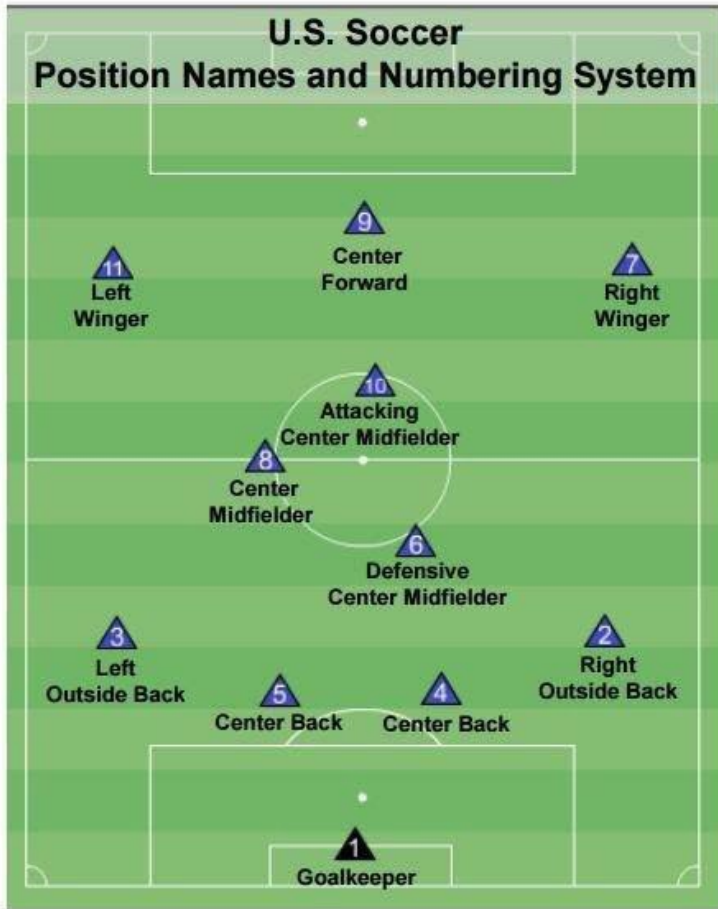 U.S. Soccer
Position Names and Numbering System
9
Center
Forward
11
Left
Winger
7
Right
Winger
10
Attacking
Center Midfielder
8
Center
Midfielder
6
Defensive
Center Midfielder
3
Left
Outside Back
2
Right
Outside Back
5
Center Back
4
Center Back
1
Goalkeeper